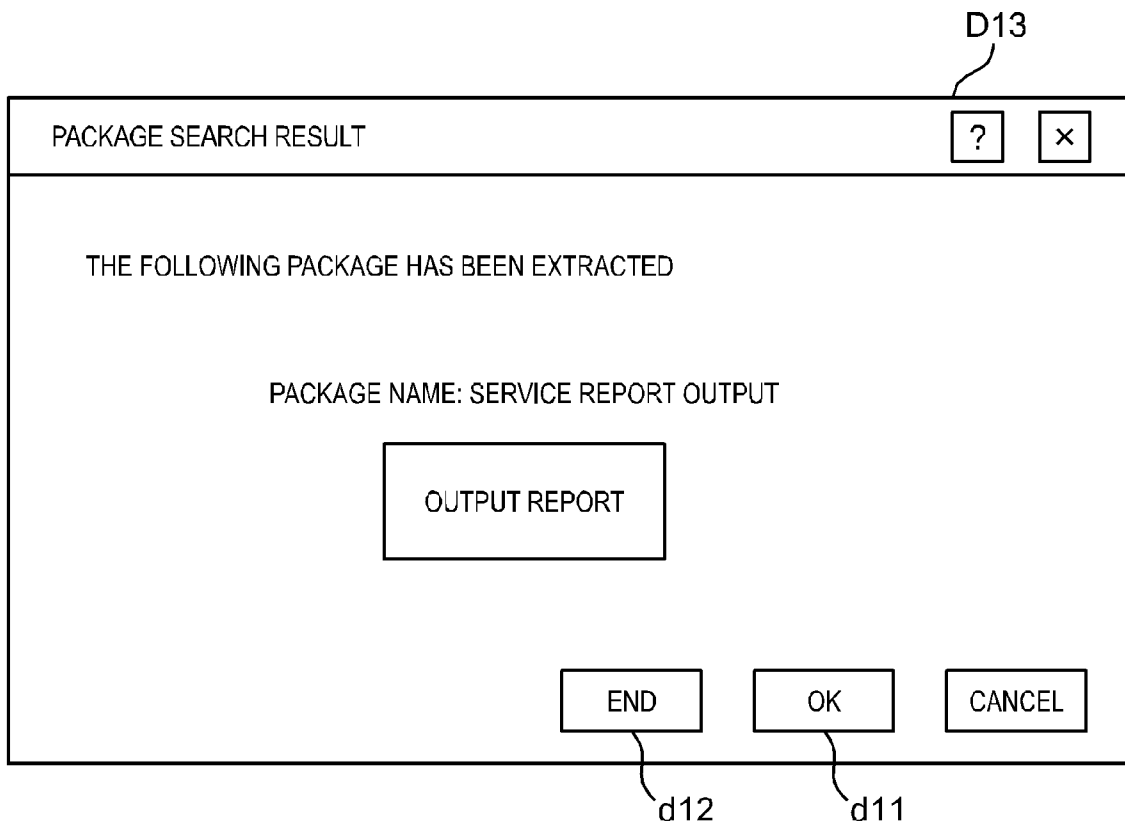 D13
PACKAGE SEARCH RESULT
? ×
THE FOLLOWING PACKAGE HAS BEEN EXTRACTED
PACKAGE NAME: SERVICE REPORT OUTPUT
OUTPUT REPORT
END OK CANCEL
d12 d11